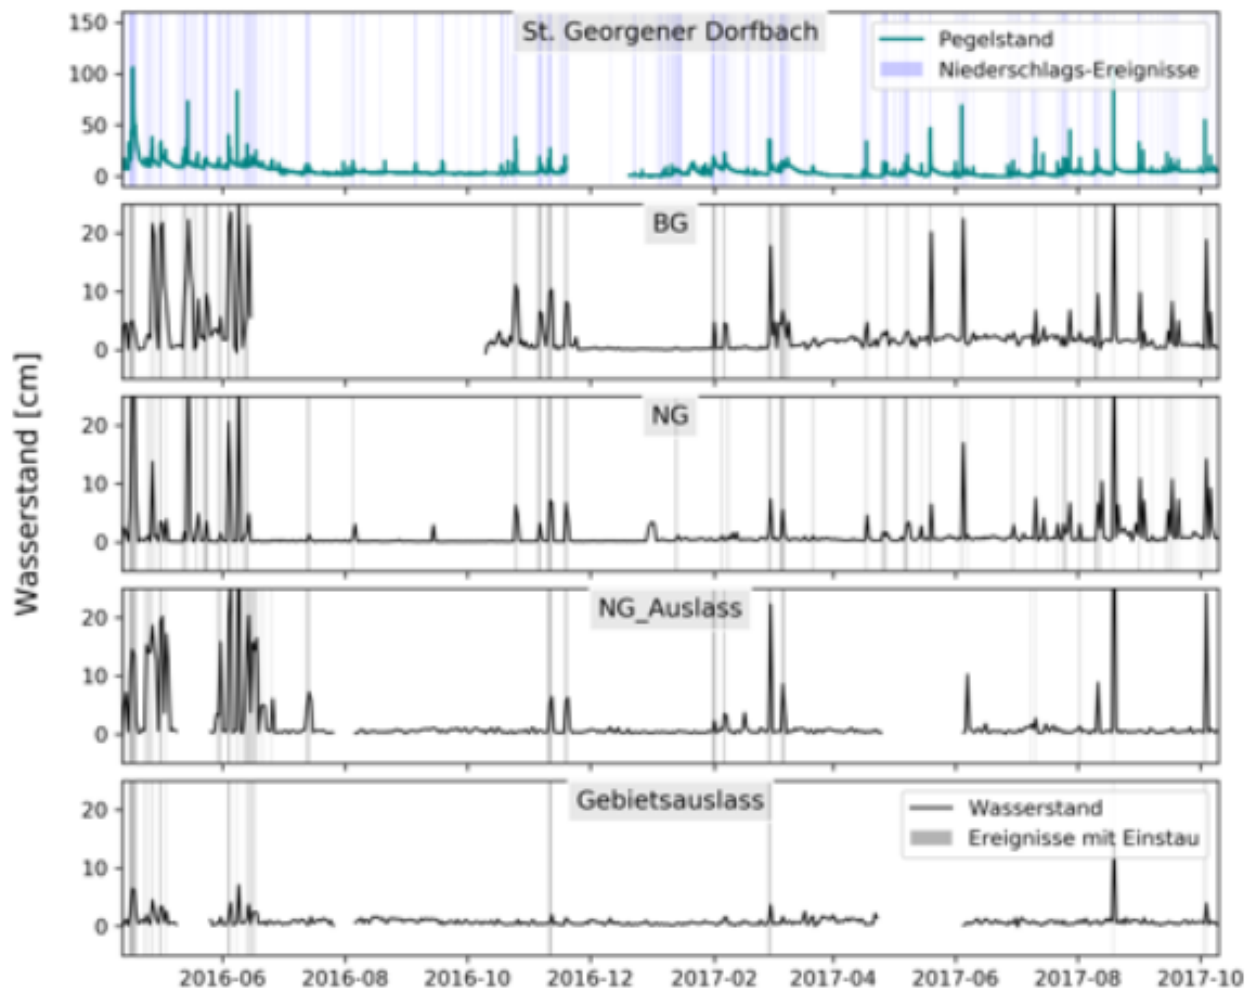 St. Georgener Dorfbach
Pegelstand
Niederschlags-Ereignisse
150
100
50
0
BG
20
10
0
NG
20
10
0
Wasserstand [cm]
NG_Auslass
20
10
0
Gebietsauslass
Wasserstand
Ereignisse mit Einstau
20
10
0
2016-06 2016-08 2016-10 2016-12 2017-02 2017-04 2017-06 2017-08 2017-10